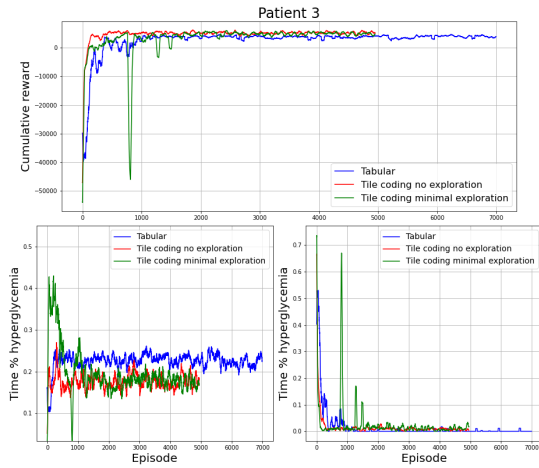 Patient 3
Cumulative reward
0
-10000
-20000
-30000
-40000
-50000
0 1000 2000 3000 4000 5000 6000 7000
Tabular
Tile coding no exploration
Tile coding minimal exploration
Time % hyperglycemia
0.5
0.4
0.3
0.2
0.1
0 1000 2000 3000 4000 5000 6000 7000
Episode
Tabular
Tile coding no exploration
Tile coding minimal exploration
Time % hyperglycemia
0.7
0.6
0.5
0.4
0.3
0.2
0.1
0.0
0 1000 2000 3000 4000 5000 6000 7000
Episode
Tabular
Tile coding no exploration
Tile coding minimal exploration